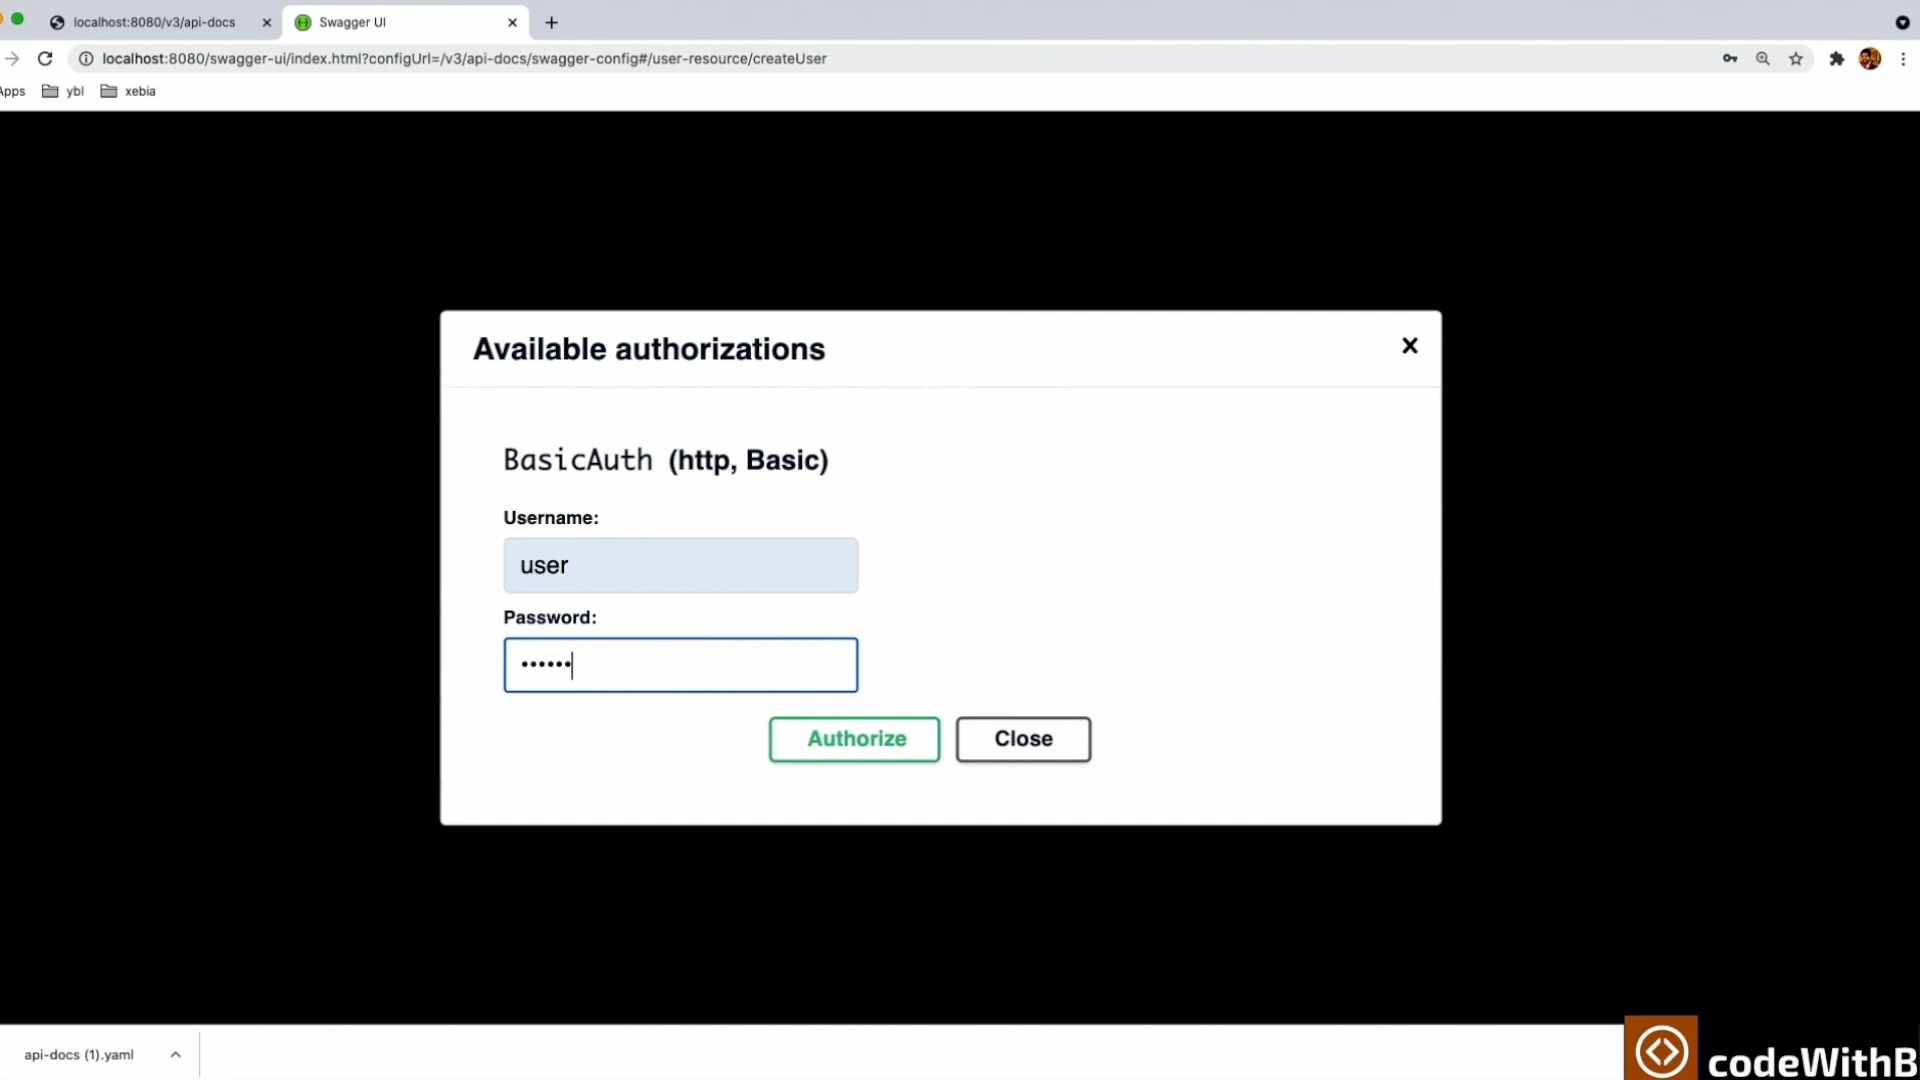 localhost:8080/v3/api-docs
Swagger UI
localhost:8080/swagger-ui/index.html?configUrl=/v3/api-docs/swagger-config#/user-resource/createUser
Apps ybl xebia
Available authorizations
BasicAuth (http, Basic)
Username:
user
Password:
••••••
Authorize Close
api-docs (1).yaml
codeWithB